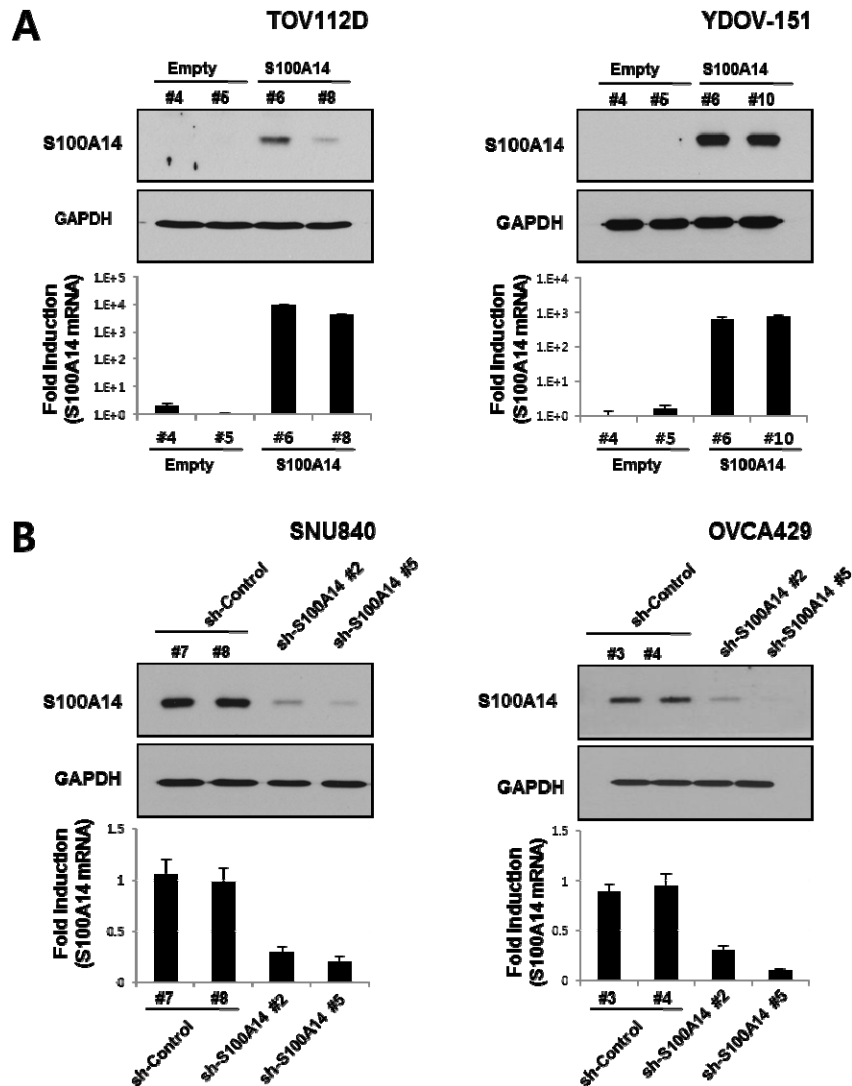 A
TOV112D
Empty S100A14
#4 #5 #6 #8
S100A14
GAPDH
Fold Induction
(S100A14 mRNA)
1.E+5
1.E+4
1.E+3
1.E+2
1.E+1
1.E+0
#4 #5 #6 #8
Empty S100A14
YDOV-151
Empty S100A14
#4 #5 #6 #10
S100A14
GAPDH
Fold Induction
(S100A14 mRNA)
1.E+4
1.E+3
1.E+2
1.E+1
1.E+0
#4 #5 #6 #10
Empty S100A14
B
SNU840
sh-Control
sh-S100A14 #2
sh-S100A14 #5
#7 #8
S100A14
GAPDH
Fold Induction
(S100A14 mRNA)
1.5
1
0.5
0
#7 #8
sh-Control
sh-S100A14 #2
sh-S100A14 #5
OVCA429
sh-Control
sh-S100A14 #2
sh-S100A14 #5
#3 #4
S100A14
GAPDH
Fold Induction
(S100A14 mRNA)
1.5
1
0.5
0
#3 #4
sh-Control
sh-S100A14 #2
sh-S100A14 #5